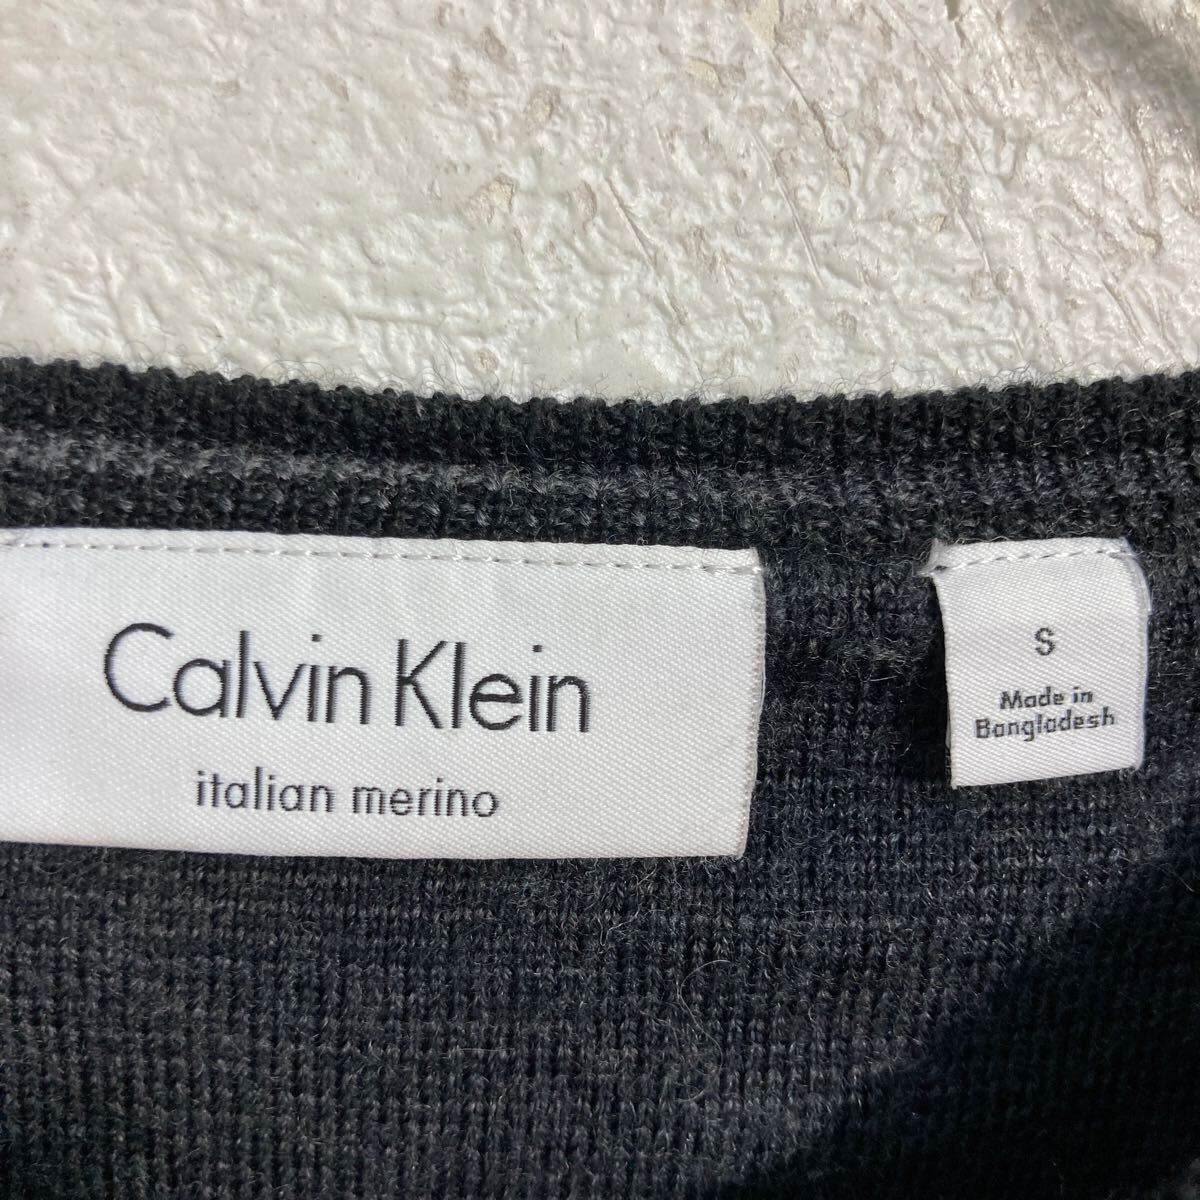 Calvin Klein
italian merino
S
Made in
Bangladesh